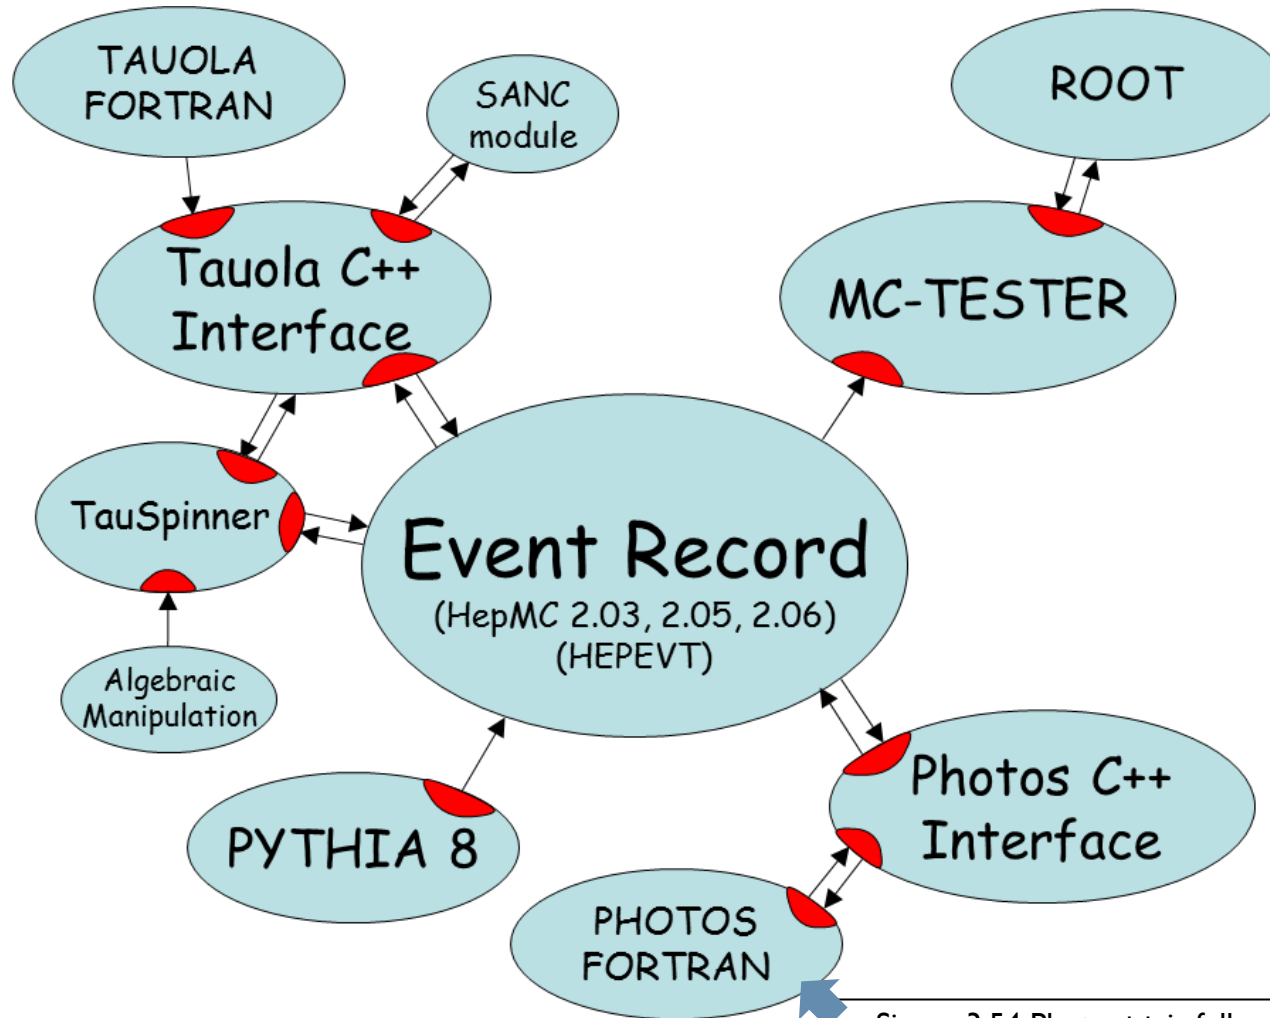 TAUOLA
FORTRAN
SANC
module
ROOT
Tauola C++
Interface
MC-TESTER
TauSpinner
Event Record
(HepMC 2.03, 2.05, 2.06)
(HEPEVT)
Algebraic
Manipulation
Photos C++
Interface
PYTHIA 8
PHOTOS
FORTRAN